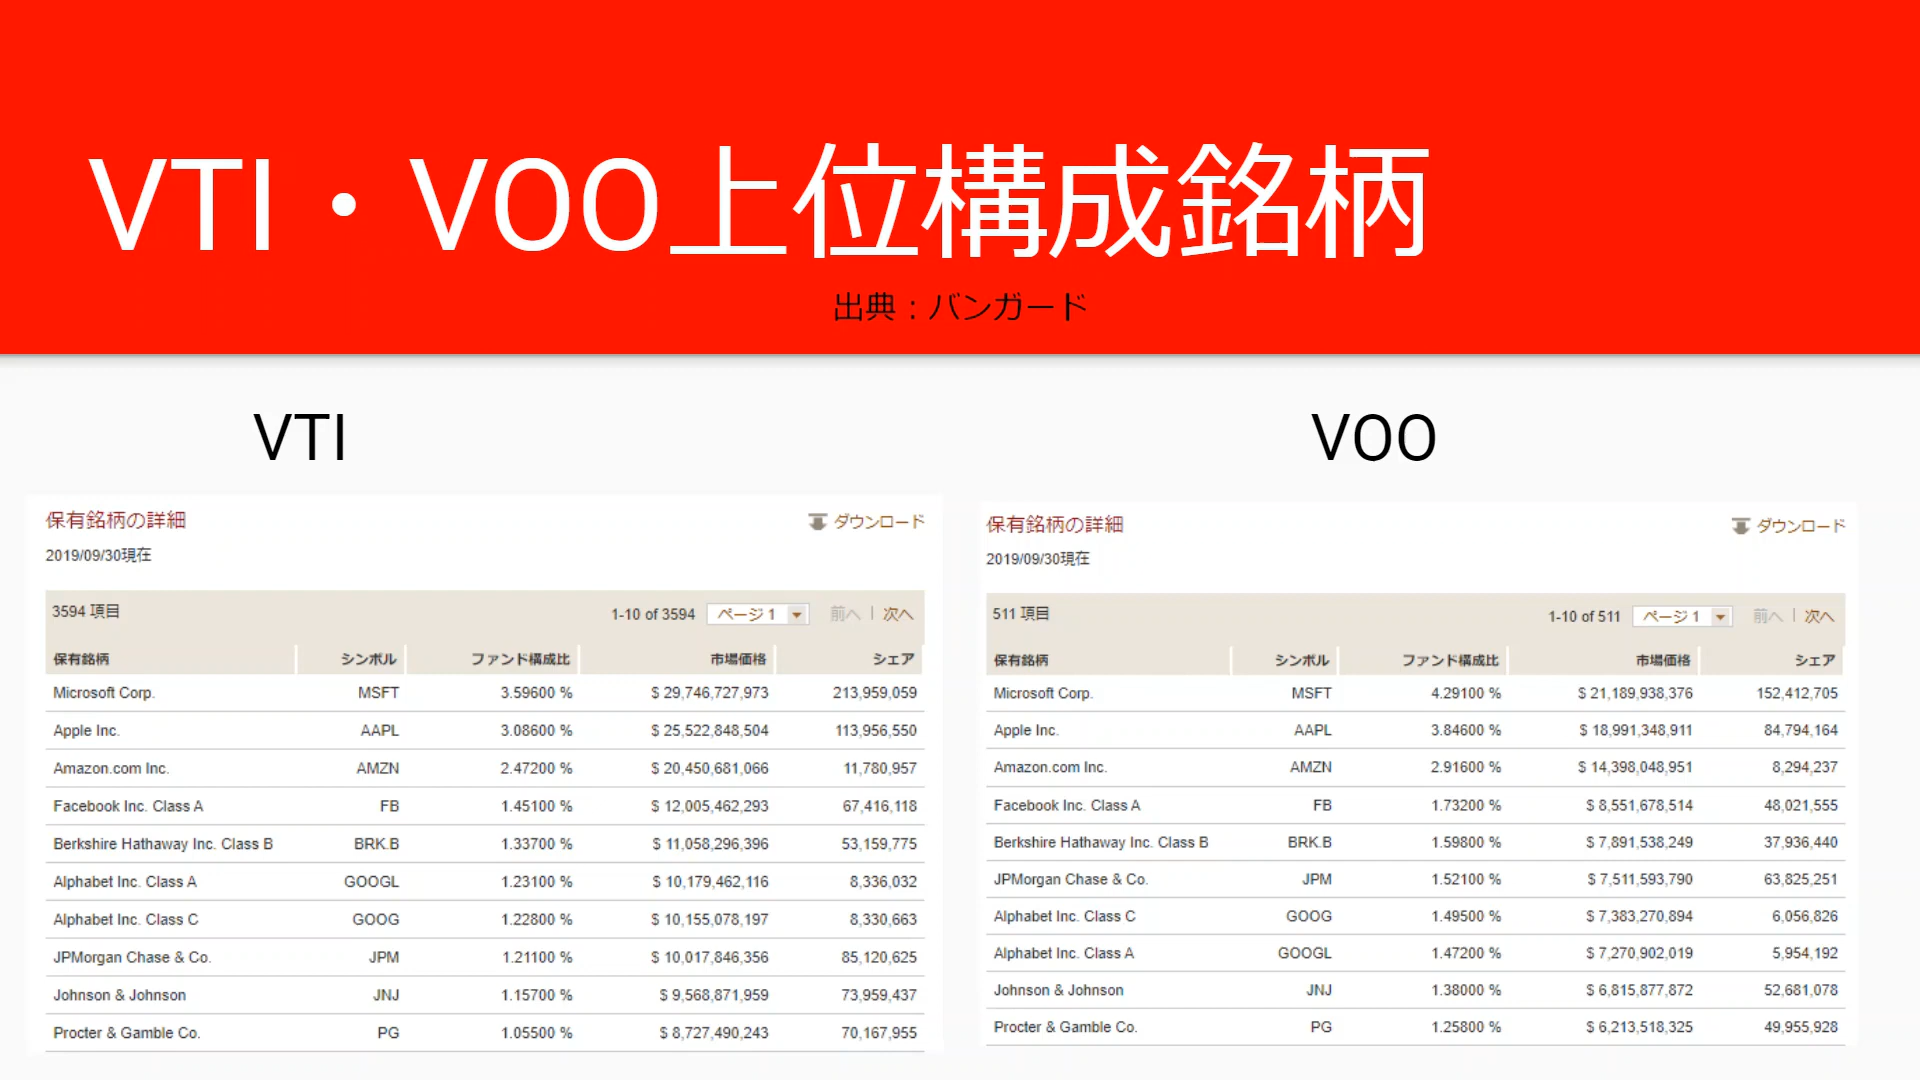 VTI・VOO上位構成銘柄
出典：バンガード
VTI
保有銘柄の詳細 ダウンロード
2019/09/30現在
3594 項目 1-10 of 3594 ページ 1 前へ | 次へ
保有銘柄 シンボル ファンド構成比 市場価格 シェア
Microsoft Corp. MSFT 3.59600 % $ 29,746,727,973 213,959,059
Apple Inc. AAPL 3.08600 % $ 25,522,848,504 113,956,550
Amazon.com Inc. AMZN 2.47200 % $ 20,450,681,066 11,780,957
Facebook Inc. Class A FB 1.45100 % $ 12,005,462,293 67,416,118
Berkshire Hathaway Inc. Class B BRK.B 1.33700 % $ 11,058,296,396 53,159,775
Alphabet Inc. Class A GOOGL 1.23100 % $ 10,179,462,116 8,336,032
Alphabet Inc. Class C GOOG 1.22800 % $ 10,155,078,197 8,330,663
JPMorgan Chase & Co. JPM 1.21100 % $ 10,017,846,356 85,120,625
Johnson & Johnson JNJ 1.15700 % $ 9,568,871,959 73,959,437
Procter & Gamble Co. PG 1.05500 % $ 8,727,490,243 70,167,955
VOO
保有銘柄の詳細 ダウンロード
2019/09/30現在
511 項目 1-10 of 511 ページ 1 前へ | 次へ
保有銘柄 シンボル ファンド構成比 市場価格 シェア
Microsoft Corp. MSFT 4.29100 % $ 21,189,938,376 152,412,705
Apple Inc. AAPL 3.84600 % $ 18,991,348,911 84,794,164
Amazon.com Inc. AMZN 2.91600 % $ 14,398,048,951 8,294,237
Facebook Inc. Class A FB 1.73200 % $ 8,551,678,514 48,021,555
Berkshire Hathaway Inc. Class B BRK.B 1.59800 % $ 7,891,538,249 37,936,440
JPMorgan Chase & Co. JPM 1.52100 % $ 7,511,593,790 63,825,251
Alphabet Inc. Class C GOOG 1.49500 % $ 7,383,270,894 6,056,826
Alphabet Inc. Class A GOOGL 1.47200 % $ 7,270,902,019 5,954,192
Johnson & Johnson JNJ 1.38000 % $ 6,815,877,872 52,681,078
Procter & Gamble Co. PG 1.25800 % $ 6,213,518,325 49,955,928